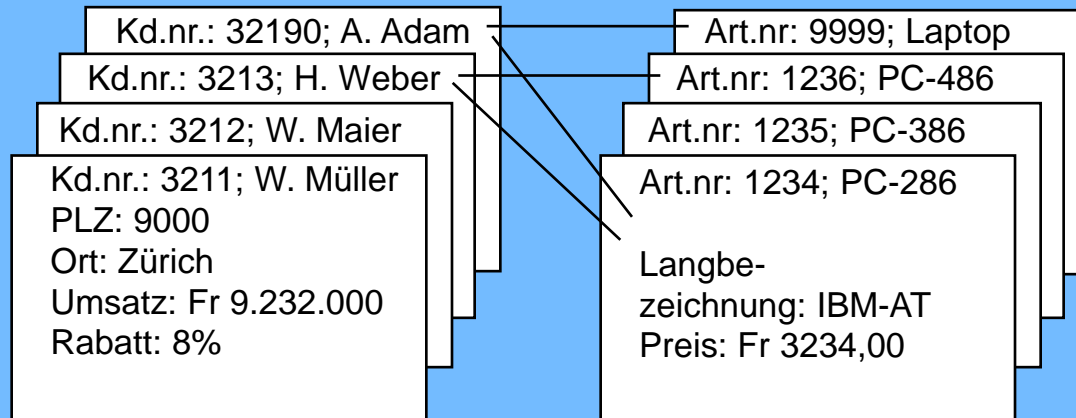 Kd.nr.: 32190; A. Adam
Kd.nr.: 3213; H. Weber
Kd.nr.: 3212; W. Maier
Kd.nr.: 3211; W. Müller
PLZ: 9000
Ort: Zürich
Umsatz: Fr 9.232.000
Rabatt: 8%
Art.nr: 9999; Laptop
Art.nr: 1236; PC-486
Art.nr: 1235; PC-386
Art.nr: 1234; PC-286
Langbe-
zeichnung: IBM-AT
Preis: Fr 3234,00